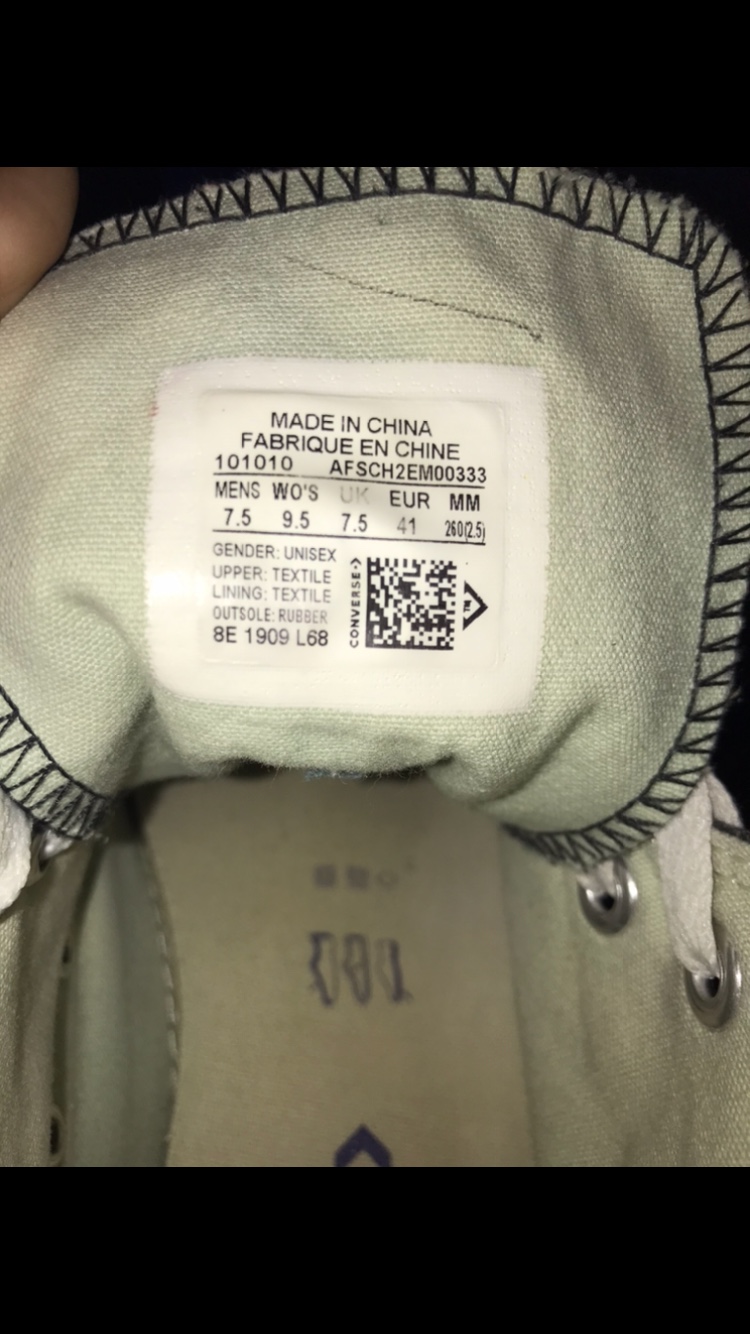 MADE IN CHINA
FABRIQUE EN CHINE
101010 AFSCH2EM00333
MENS WO'S UK EUR MM
7.5 9.5 7.5 41 260(2.5)
GENDER: UNISEX
UPPER: TEXTILE
LINING: TEXTILE
OUTSOLE: RUBBER
8E 1909 L68
CONVERSE
TM